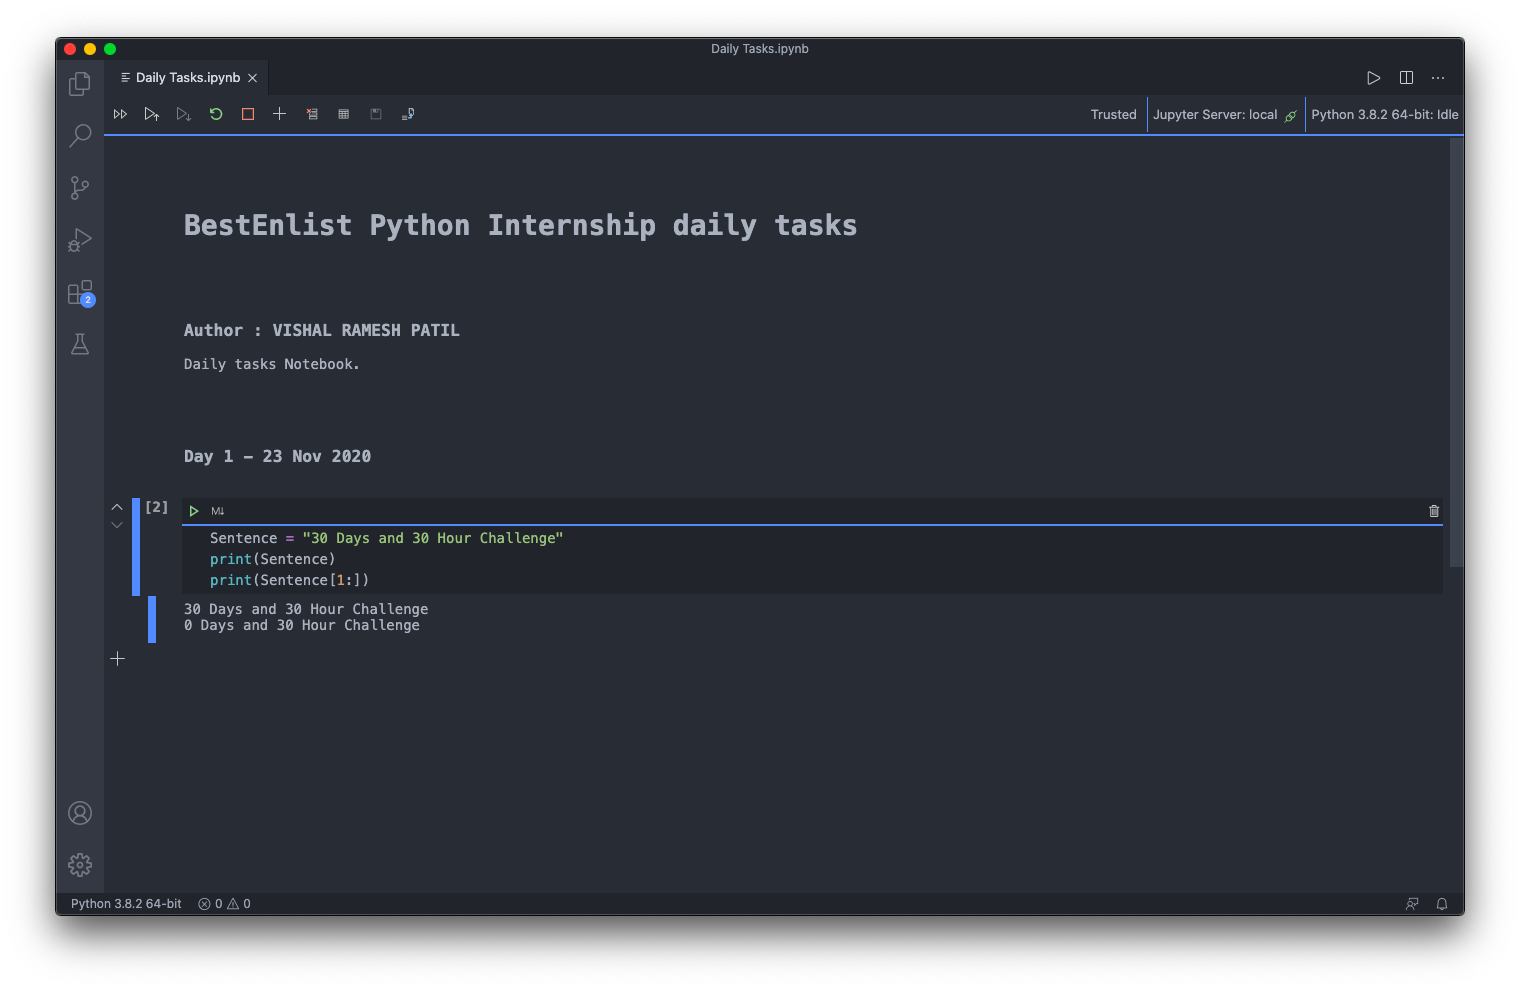 Daily Tasks.ipynb
Daily Tasks.ipynb
Trusted
Jupyter Server: local
Python 3.8.2 64-bit: Idle
2
BestEnlist Python Internship daily tasks
Author : VISHAL RAMESH PATIL
Daily tasks Notebook.
Day 1 - 23 Nov 2020
[2]
M↓
Sentence = "30 Days and 30 Hour Challenge"
print(Sentence)
print(Sentence[1:])
30 Days and 30 Hour Challenge
0 Days and 30 Hour Challenge
Python 3.8.2 64-bit 0 0